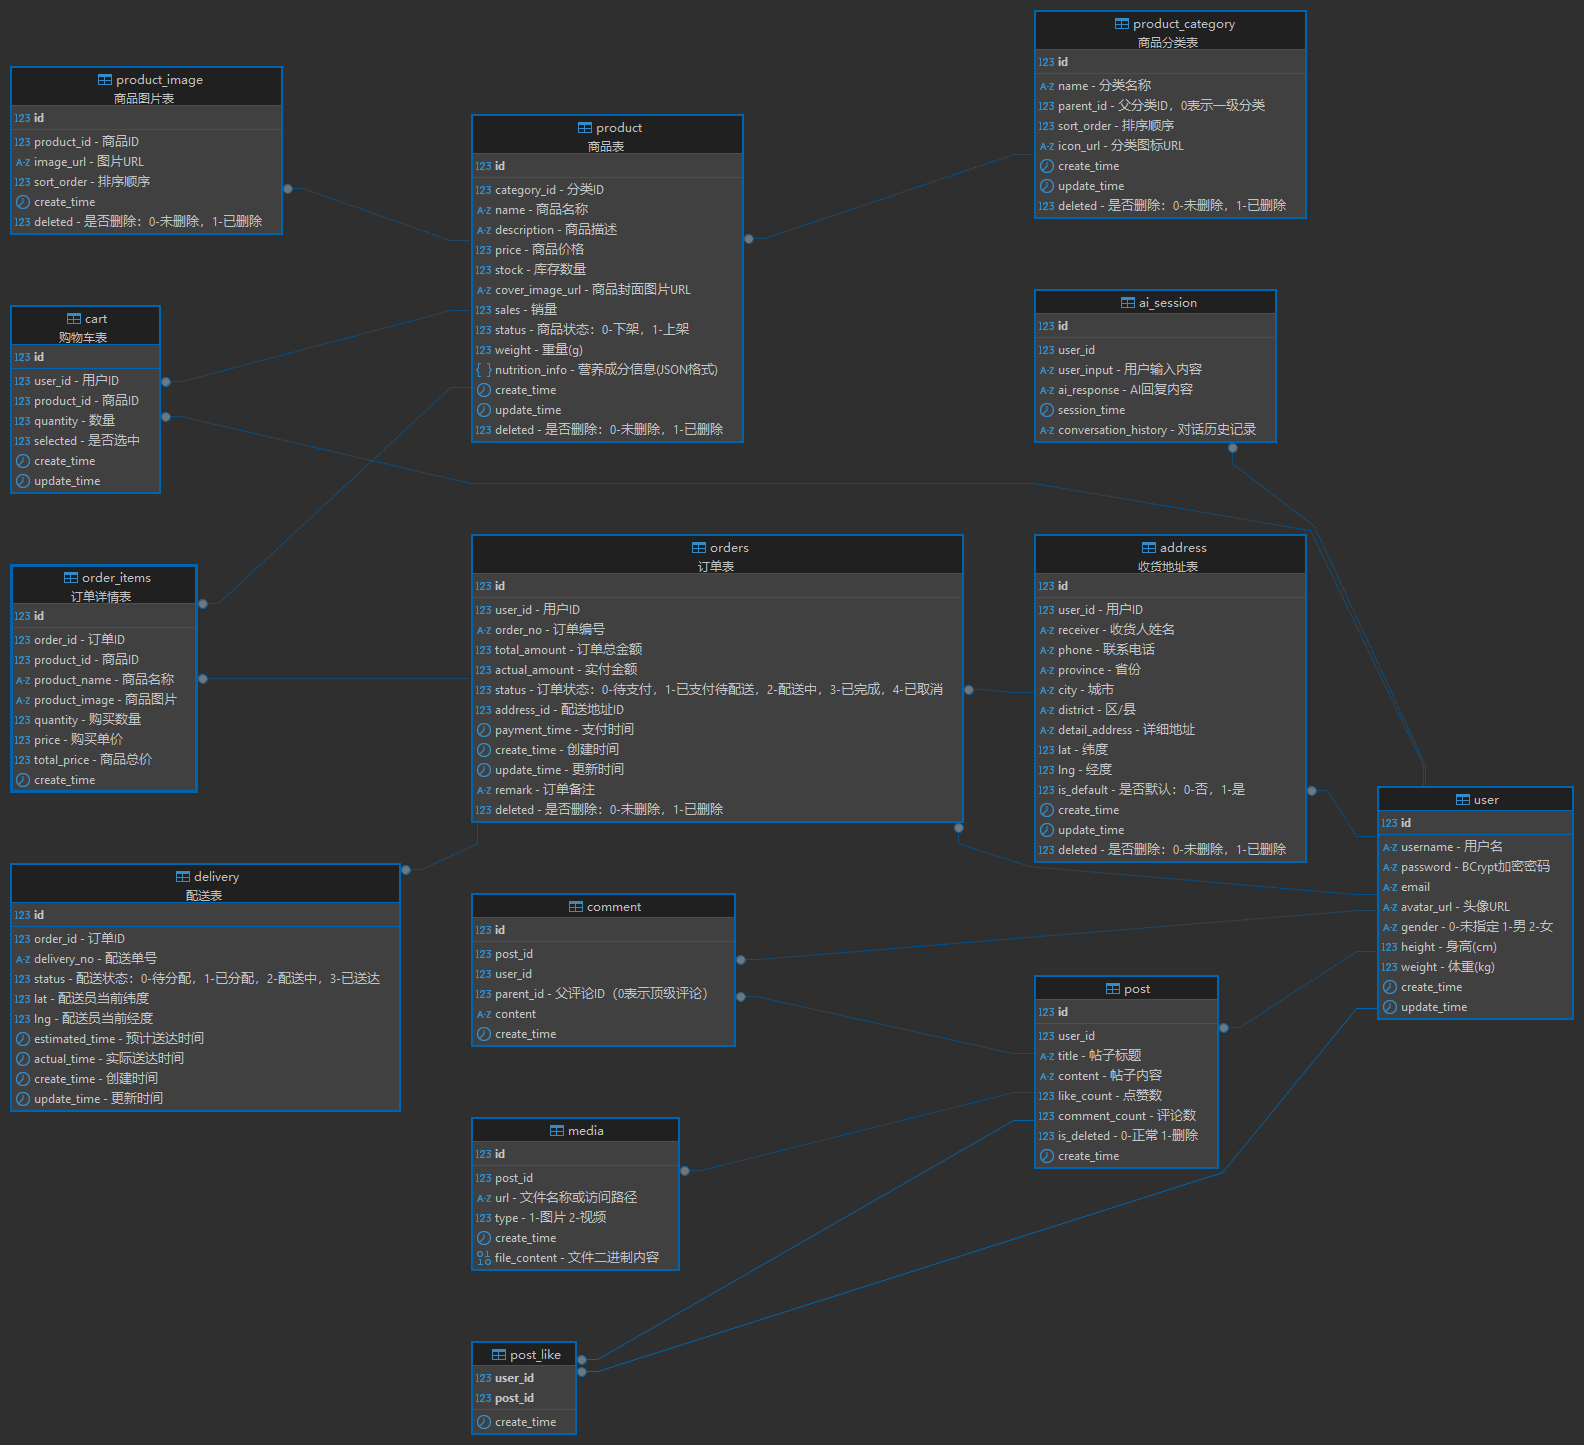 product_image
商品图片表
123 id
123 product_id - 商品ID
A-Z image_url - 图片URL
123 sort_order - 排序顺序
create_time
123 deleted - 是否删除：0-未删除，1-已删除
product
商品表
123 id
123 category_id - 分类ID
A-Z name - 商品名称
A-Z description - 商品描述
123 price - 商品价格
123 stock - 库存数量
A-Z cover_image_url - 商品封面图片URL
123 sales - 销量
123 status - 商品状态：0-下架，1-上架
123 weight - 重量(g)
{ } nutrition_info - 营养成分信息(JSON格式)
create_time
update_time
123 deleted - 是否删除：0-未删除，1-已删除
product_category
商品分类表
123 id
A-Z name - 分类名称
123 parent_id - 父分类ID，0表示一级分类
123 sort_order - 排序顺序
A-Z icon_url - 分类图标URL
create_time
update_time
123 deleted - 是否删除：0-未删除，1-已删除
cart
购物车表
123 id
123 user_id - 用户ID
123 product_id - 商品ID
123 quantity - 数量
123 selected - 是否选中
create_time
update_time
ai_session
123 id
123 user_id
A-Z user_input - 用户输入内容
A-Z ai_response - AI回复内容
session_time
A-Z conversation_history - 对话历史记录
order_items
订单详情表
123 id
123 order_id - 订单ID
123 product_id - 商品ID
A-Z product_name - 商品名称
A-Z product_image - 商品图片
123 quantity - 购买数量
123 price - 购买单价
123 total_price - 商品总价
create_time
orders
订单表
123 id
123 user_id - 用户ID
A-Z order_no - 订单编号
123 total_amount - 订单总金额
123 actual_amount - 实付金额
123 status - 订单状态：0-待支付，1-已支付待配送，2-配送中，3-已完成，4-已取消
123 address_id - 配送地址ID
payment_time - 支付时间
create_time - 创建时间
update_time - 更新时间
A-Z remark - 订单备注
123 deleted - 是否删除：0-未删除，1-已删除
address
收货地址表
123 id
123 user_id - 用户ID
A-Z receiver - 收货人姓名
A-Z phone - 联系电话
A-Z province - 省份
A-Z city - 城市
A-Z district - 区/县
A-Z detail_address - 详细地址
123 lat - 纬度
123 lng - 经度
123 is_default - 是否默认：0-否，1-是
create_time
update_time
123 deleted - 是否删除：0-未删除，1-已删除
user
123 id
A-Z username - 用户名
A-Z password - BCrypt加密密码
A-Z email
A-Z avatar_url - 头像URL
A-Z gender - 0-未指定 1-男 2-女
123 height - 身高(cm)
123 weight - 体重(kg)
create_time
update_time
delivery
配送表
123 id
123 order_id - 订单ID
A-Z delivery_no - 配送单号
123 status - 配送状态：0-待分配，1-已分配，2-配送中，3-已送达
123 lat - 配送员当前纬度
123 lng - 配送员当前经度
estimated_time - 预计送达时间
actual_time - 实际送达时间
create_time - 创建时间
update_time - 更新时间
comment
123 id
123 post_id
123 user_id
123 parent_id - 父评论ID（0表示顶级评论）
A-Z content
create_time
post
123 id
123 user_id
A-Z title - 帖子标题
A-Z content - 帖子内容
123 like_count - 点赞数
123 comment_count - 评论数
123 is_deleted - 0-正常 1-删除
create_time
media
123 id
123 post_id
A-Z url - 文件名称或访问路径
123 type - 1-图片 2-视频
create_time
file_content - 文件二进制内容
post_like
123 user_id
123 post_id
create_time